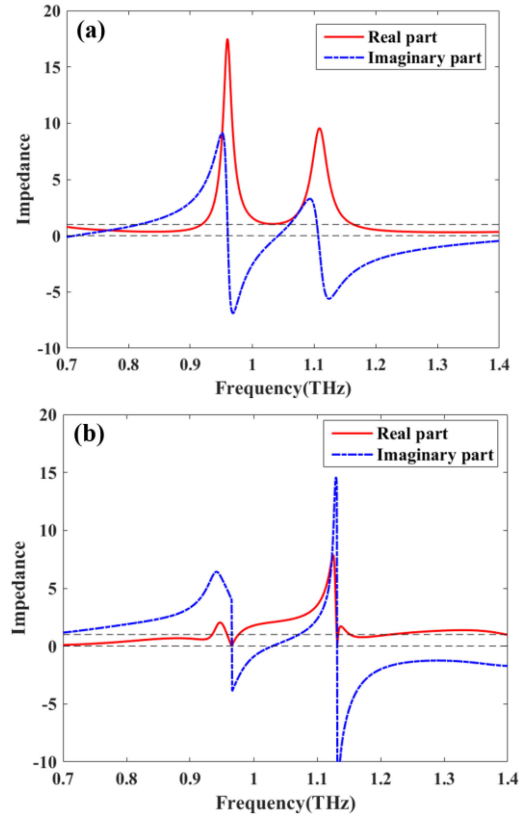 (a)
Real part
Imaginary part
Impedance
20
15
10
5
0
-5
-10
0.7 0.8 0.9 1 1.1 1.2 1.3 1.4
Frequency(THz)
(b)
Real part
Imaginary part
Impedance
20
15
10
5
0
-5
-10
0.7 0.8 0.9 1 1.1 1.2 1.3 1.4
Frequency(THz)